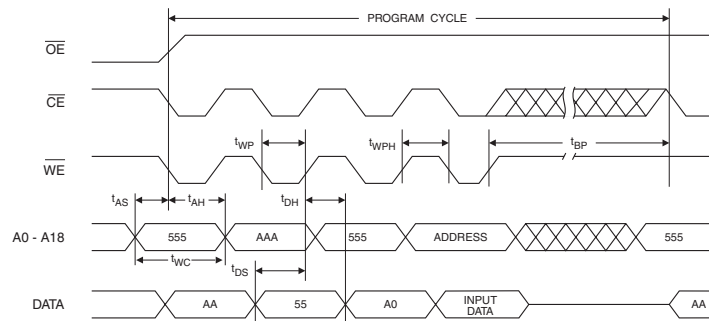 PROGRAM CYCLE
OE
CE
tWP
tWPH
tBP
WE
tAS
tAH
tDH
A0 - A18
555
AAA
555
ADDRESS
555
tWC
tDS
DATA
AA
55
A0
INPUT
DATA
AA